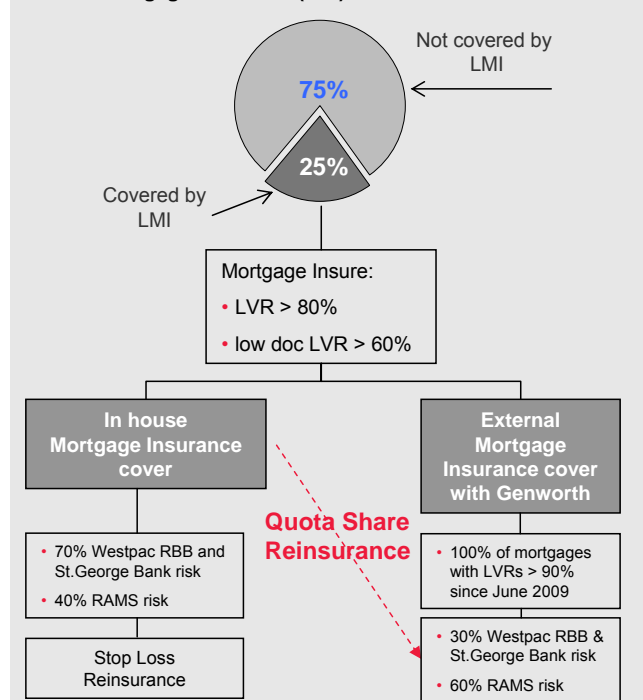 Not covered by
LMI
75%
25%
Covered by
LMI
Mortgage Insure:
• LVR > 80%
• low doc LVR > 60%
In house
Mortgage Insurance
cover
External
Mortgage
Insurance cover
with Genworth
Quota Share
Reinsurance
• 70% Westpac RBB and
St.George Bank risk
• 40% RAMS risk
• 100% of mortgages
with LVRs > 90%
since June 2009
Stop Loss
Reinsurance
• 30% Westpac RBB &
St.George Bank risk
• 60% RAMS risk